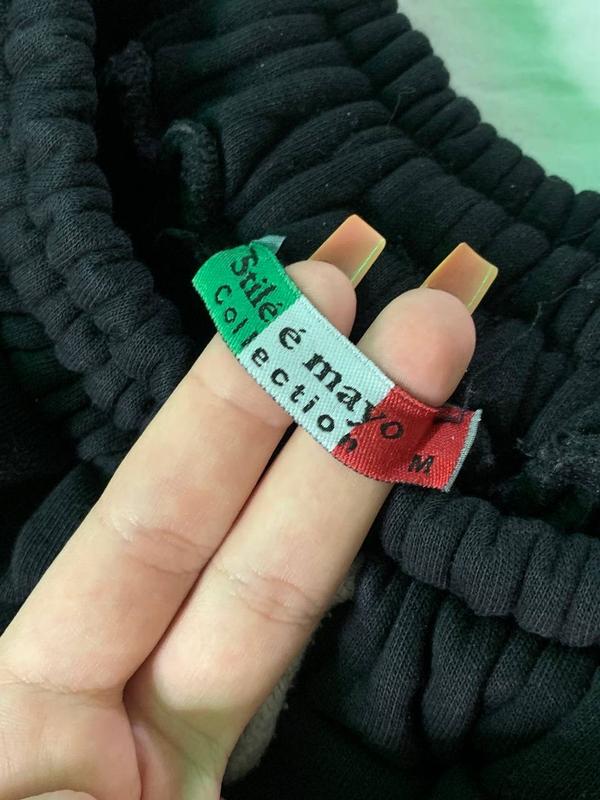 Stilé é mayo
Collection
M